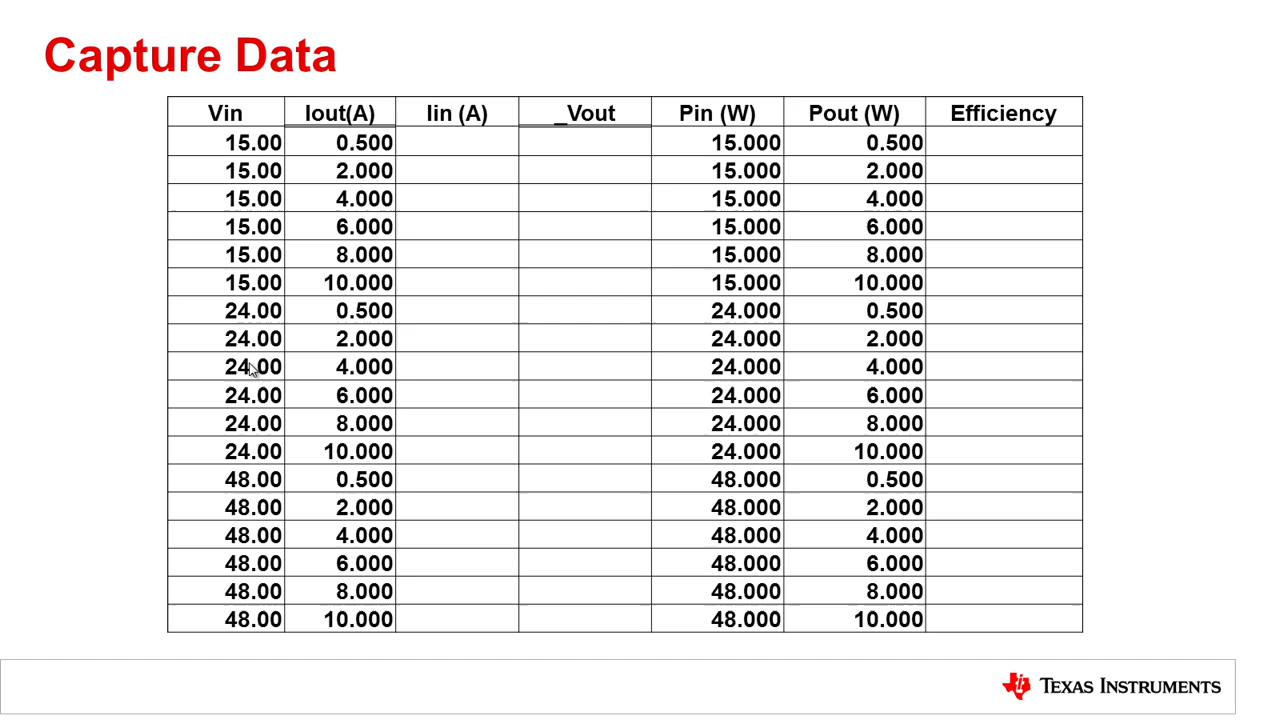 Capture Data
Vin Iout(A) Iin (A) _Vout Pin (W) Pout (W) Efficiency
15.00 0.500 15.000 0.500
15.00 2.000 15.000 2.000
15.00 4.000 15.000 4.000
15.00 6.000 15.000 6.000
15.00 8.000 15.000 8.000
15.00 10.000 15.000 10.000
24.00 0.500 24.000 0.500
24.00 2.000 24.000 2.000
24.00 4.000 24.000 4.000
24.00 6.000 24.000 6.000
24.00 8.000 24.000 8.000
24.00 10.000 24.000 10.000
48.00 0.500 48.000 0.500
48.00 2.000 48.000 2.000
48.00 4.000 48.000 4.000
48.00 6.000 48.000 6.000
48.00 8.000 48.000 8.000
48.00 10.000 48.000 10.000
TEXAS INSTRUMENTS